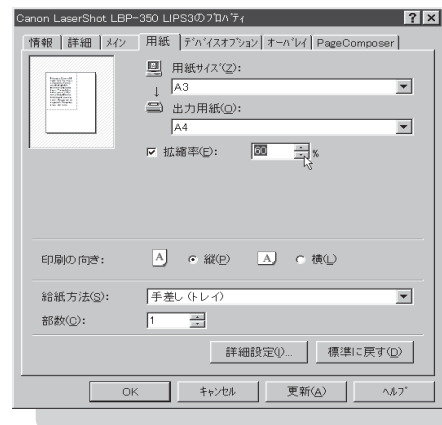 Canon LaserShot LBP-350 LIPS3のﾌﾟﾛﾊﾟﾃｨ
情報 詳細 ﾒｲﾝ 用紙 ﾃﾞﾊﾞｲｽｵﾌﾟｼｮﾝ ｵｰﾊﾞﾚｲ PageComposer
用紙ｻｲｽﾞ(Z):
A3
↓
出力用紙(O):
A4
拡縮率(E): 60 %
印刷の向き: A 縦(P) A 横(L)
給紙方法(S): 手差し (トレイ)
部数(C): 1
詳細設定(I)... 標準に戻す(D)
OK ｷｬﾝｾﾙ 更新(A) ﾍﾙﾌﾟ